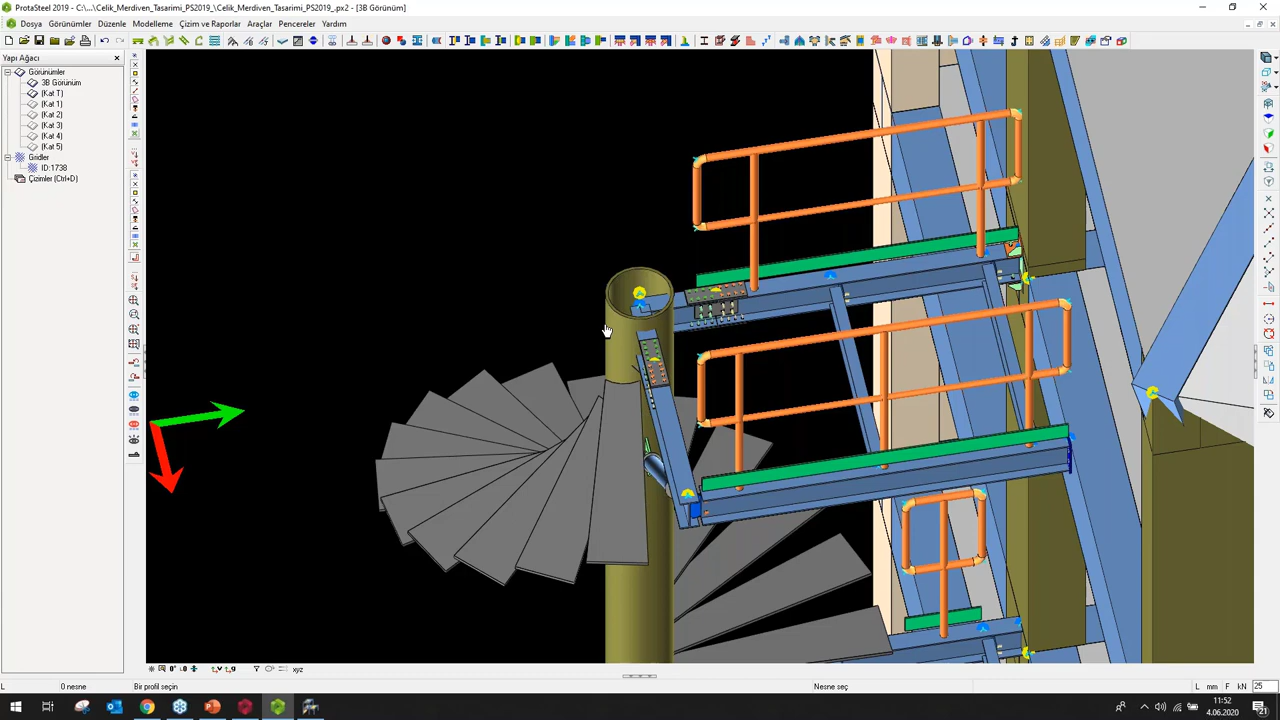 ProtaSteel 2019 - C:\...\Celik_Merdiven_Tasarimi_PS2019_\Celik_Merdiven_Tasarimi_PS2019_.px2 - [3B Görünüm]
Dosya Görünümler Düzenle Modelleme Çizim ve Raporlar Araçlar Pencereler Yardım
Yapı Ağacı
Görünümler
3B Görünüm
(Kat T)
(Kat 1)
(Kat 2)
(Kat 3)
(Kat 4)
(Kat 5)
Gridler
ID:1738
Çizimler (Ctrl+D)
xyz
L 0 nesne Bir profil seçin Nesne seç L mm F kN 25
11:52
4.06.2020